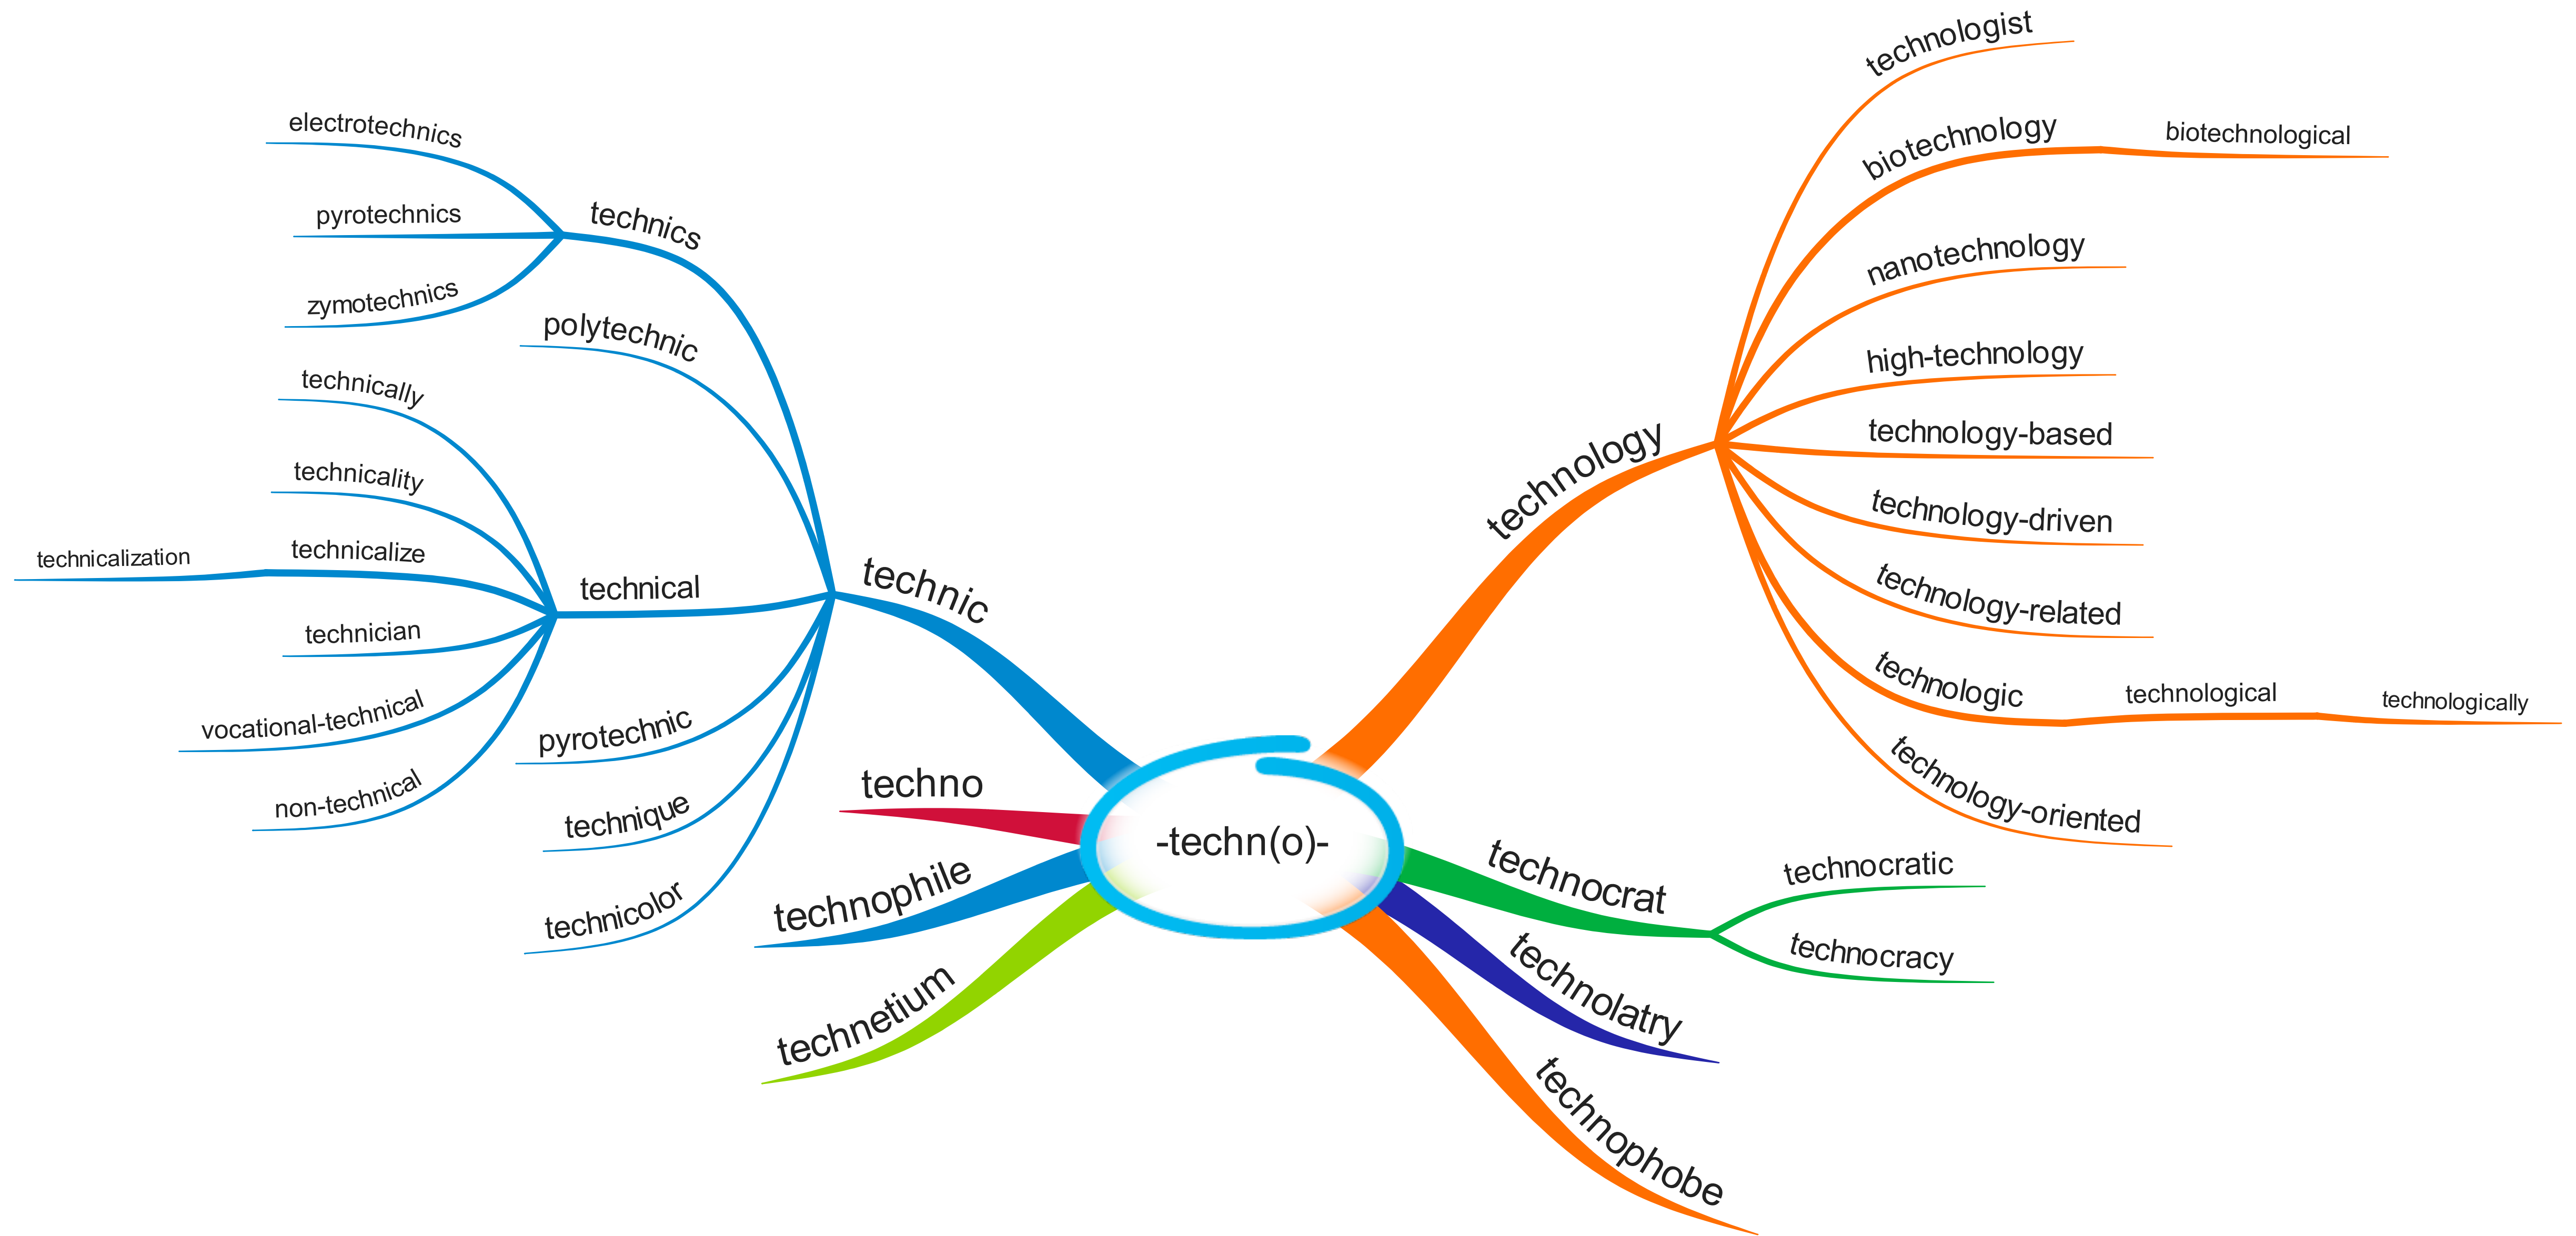 -techn(o)-
technology
technologist
biotechnology
biotechnological
nanotechnology
high-technology
technology-based
technology-driven
technology-related
technologic
technological
technologically
technology-oriented
technocrat
technocratic
technocracy
technolatry
technophobe
technic
technics
electrotechnics
pyrotechnics
zymotechnics
polytechnic
technical
technically
technicality
technicalize
technicalization
technician
vocational-technical
non-technical
pyrotechnic
technique
technicolor
techno
technophile
technetium